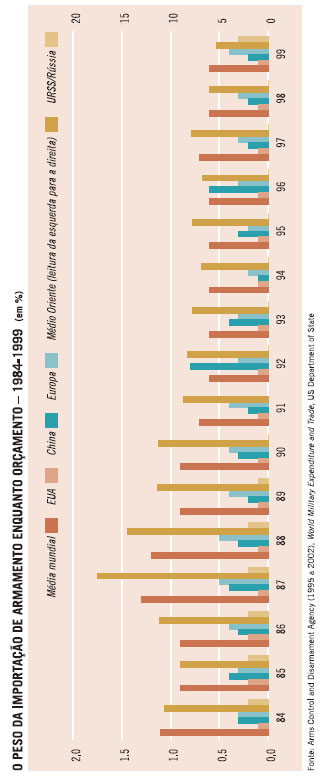 O PESO DA IMPORTAÇÃO DE ARMAMENTO ENQUANTO ORÇAMENTO – 1984-1999 (em %)
Média mundial EUA China Europa Médio Oriente (leitura da esquerda para a direita) URSS/Rússia
2,0 20
1,5 15
1,0 10
0,5 5
0,0 0
84 85 86 87 88 89 90 91 92 93 94 95 96 97 98 99
Fonte: Arms Control and Disarmament Agency (1995 a 2002), World Military Expenditure and Trade, US Department of State